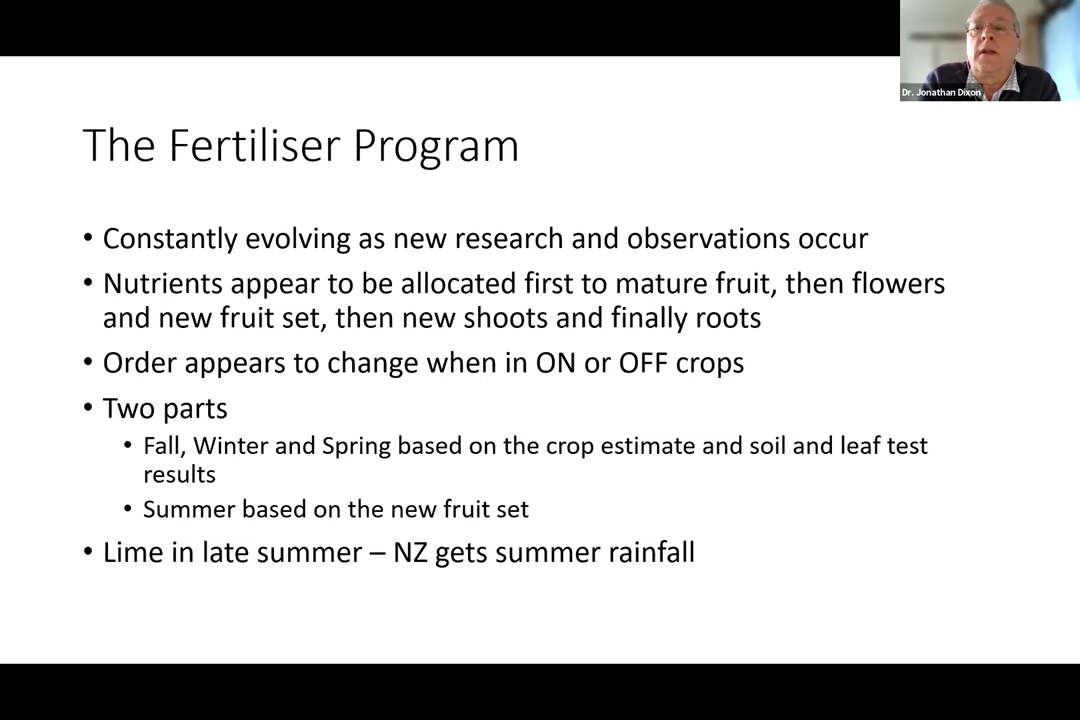 Dr. Jonathan Dixon
The Fertiliser Program
• Constantly evolving as new research and observations occur
• Nutrients appear to be allocated first to mature fruit, then flowers
and new fruit set, then new shoots and finally roots
• Order appears to change when in ON or OFF crops
• Two parts
• Fall, Winter and Spring based on the crop estimate and soil and leaf test
results
• Summer based on the new fruit set
• Lime in late summer – NZ gets summer rainfall